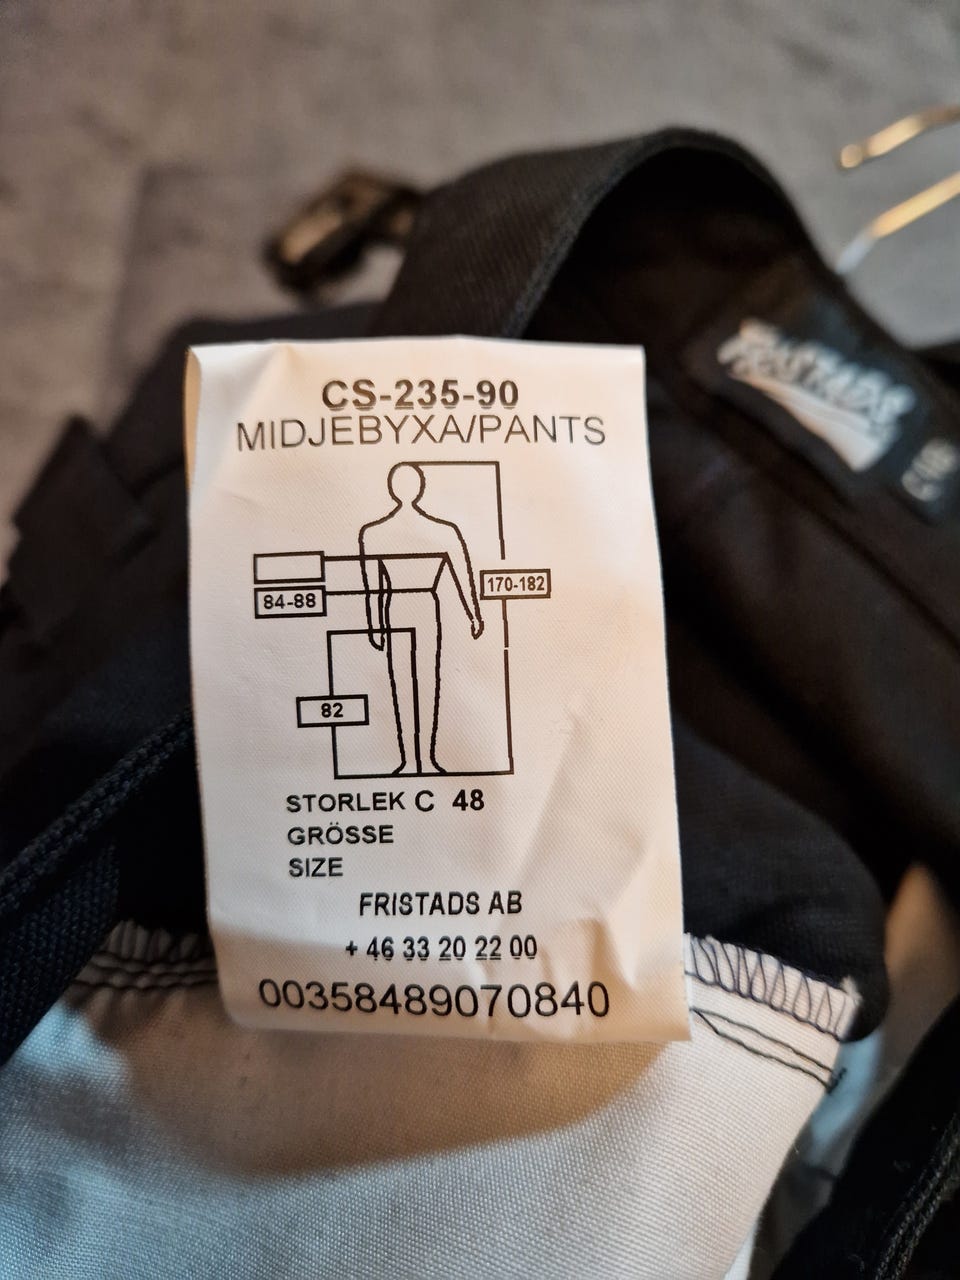 CS-235-90
MIDJEBYXA/PANTS
170-182
84-88
82
STORLEK C 48
GRÖSSE
SIZE
FRISTADS AB
+ 46 33 20 22 00
00358489070840
FRISTADS